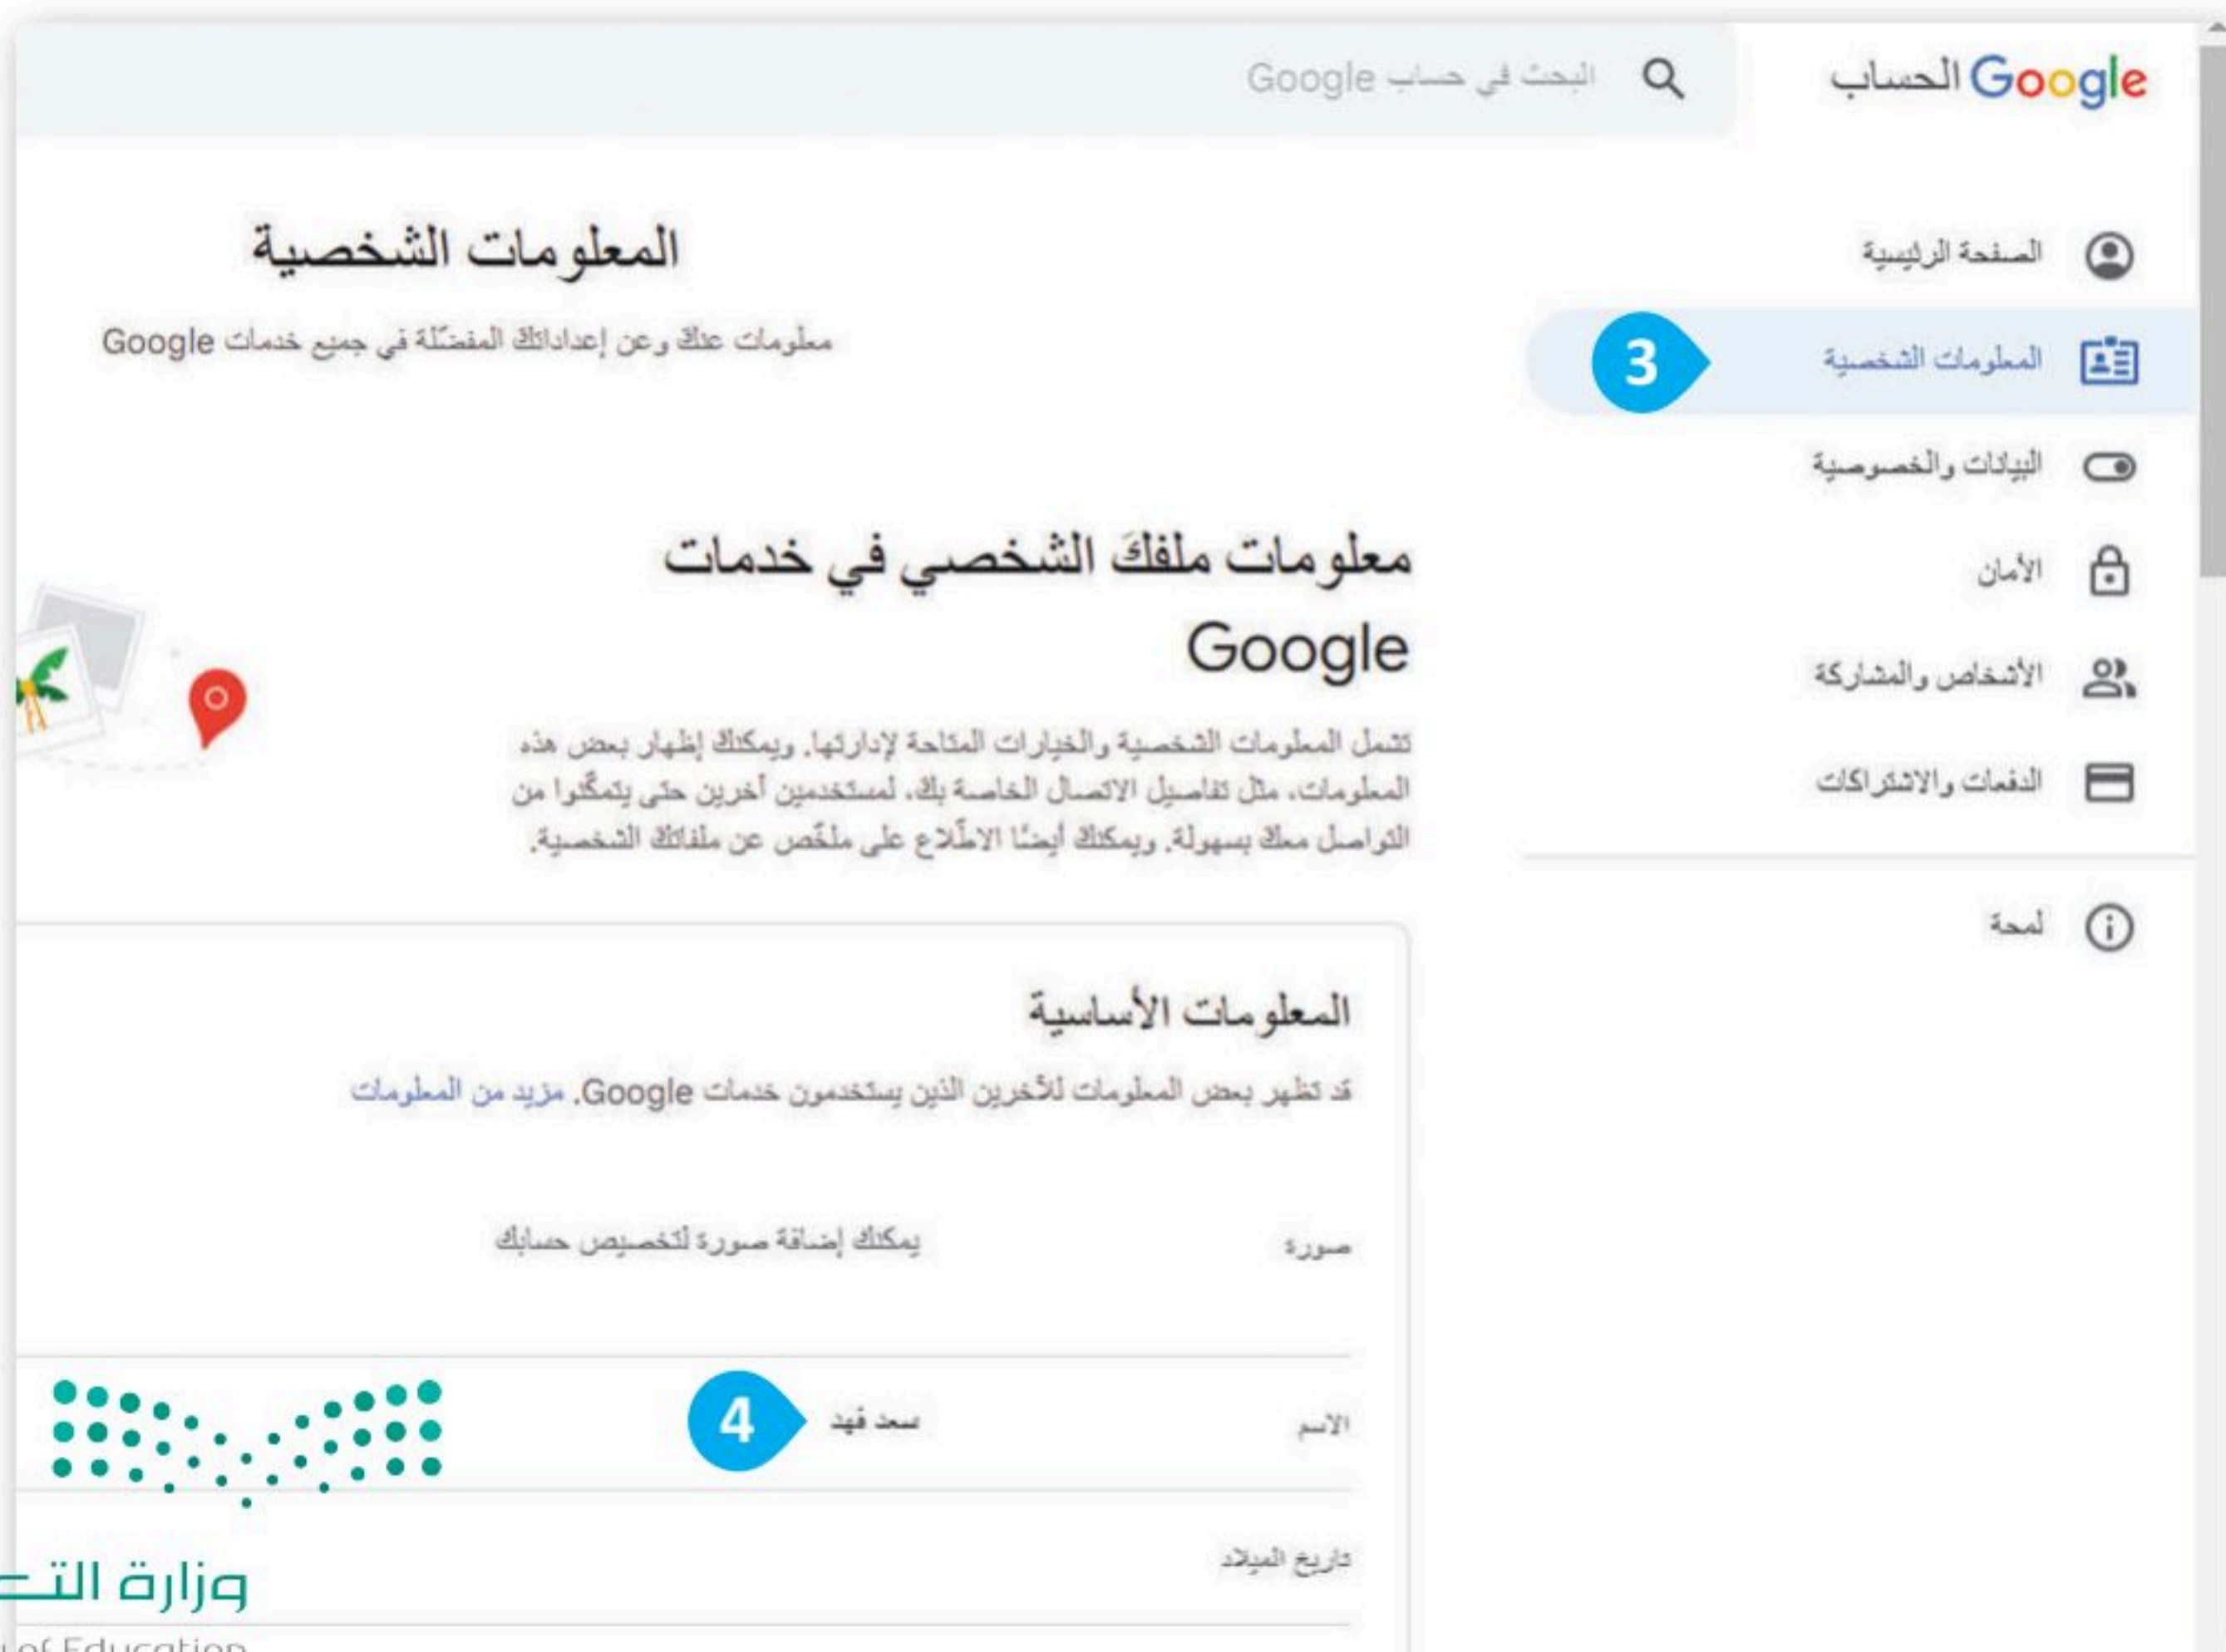 Google الحساب
البحث في حساب Google
الصفحة الرئيسية
المعلومات الشخصية
3
البيانات والخصوصية
الأمان
الأشخاص والمشاركة
الدفعات والاشتراكات
لمحة
المعلومات الشخصية
معلومات عنك وعن إعداداتك المفضّلة في جميع خدمات Google
معلومات ملفكَ الشخصي في خدمات
Google
تشمل المعلومات الشخصية والخيارات المتاحة لإدارتها. ويمكنك إظهار بعض هذه
المعلومات، مثل تفاصيل الاتصال الخاصة بك، لمستخدمين آخرين حتى يتمكّنوا من
التواصل معك بسهولة. ويمكنك أيضًا الاطّلاع على ملخّص عن ملفاتك الشخصية.
المعلومات الأساسية
قد تظهر بعض المعلومات للآخرين الذين يستخدمون خدمات Google. مزيد من المعلومات
صورة يمكنك إضافة صورة لتخصيص حسابك
الاسم سعد فهد 4
تاريخ الميلاد
وزارة
of Education